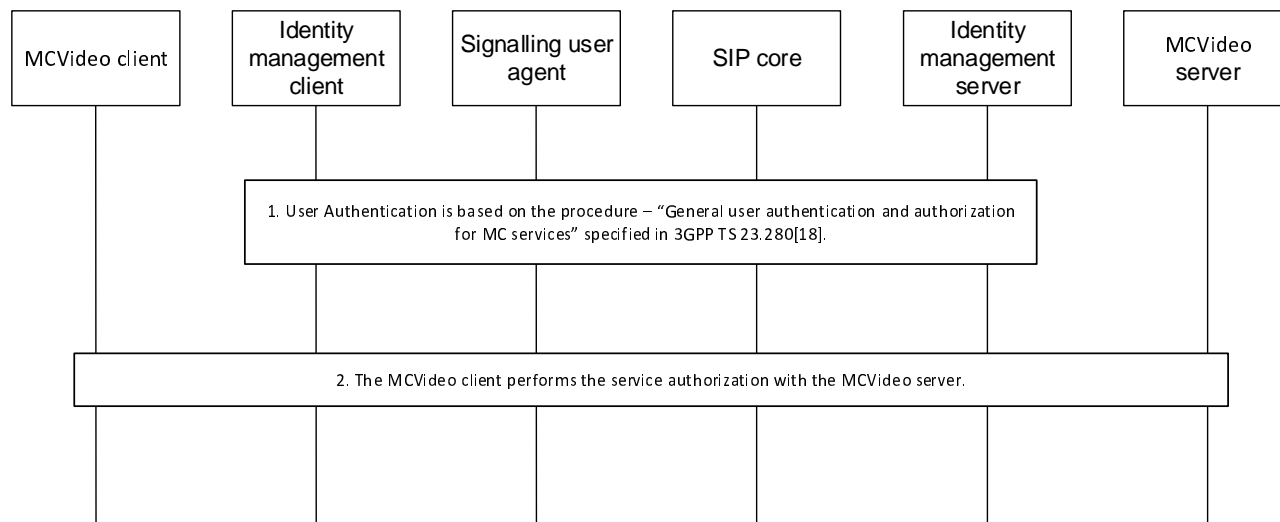 MCVideo client
Identity
management
client
Signalling user
agent
SIP core
Identity
management
server
MCVideo
server
1. User Authentication is based on the procedure – “General user authentication and authorization
for MC services” specified in 3GPP TS 23.280[18].
2. The MCVideo client performs the service authorization with the MCVideo server.